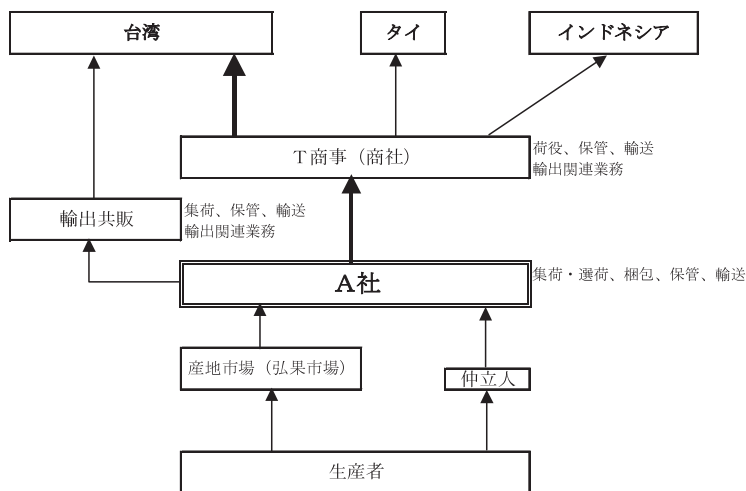 台湾
タイ
インドネシア
T商事（商社）
荷役、保管、輸送
輸出関連業務
輸出共販
集荷、保管、輸送
輸出関連業務
A社
集荷・選荷、梱包、保管、輸送
産地市場（弘果市場）
仲立人
生産者